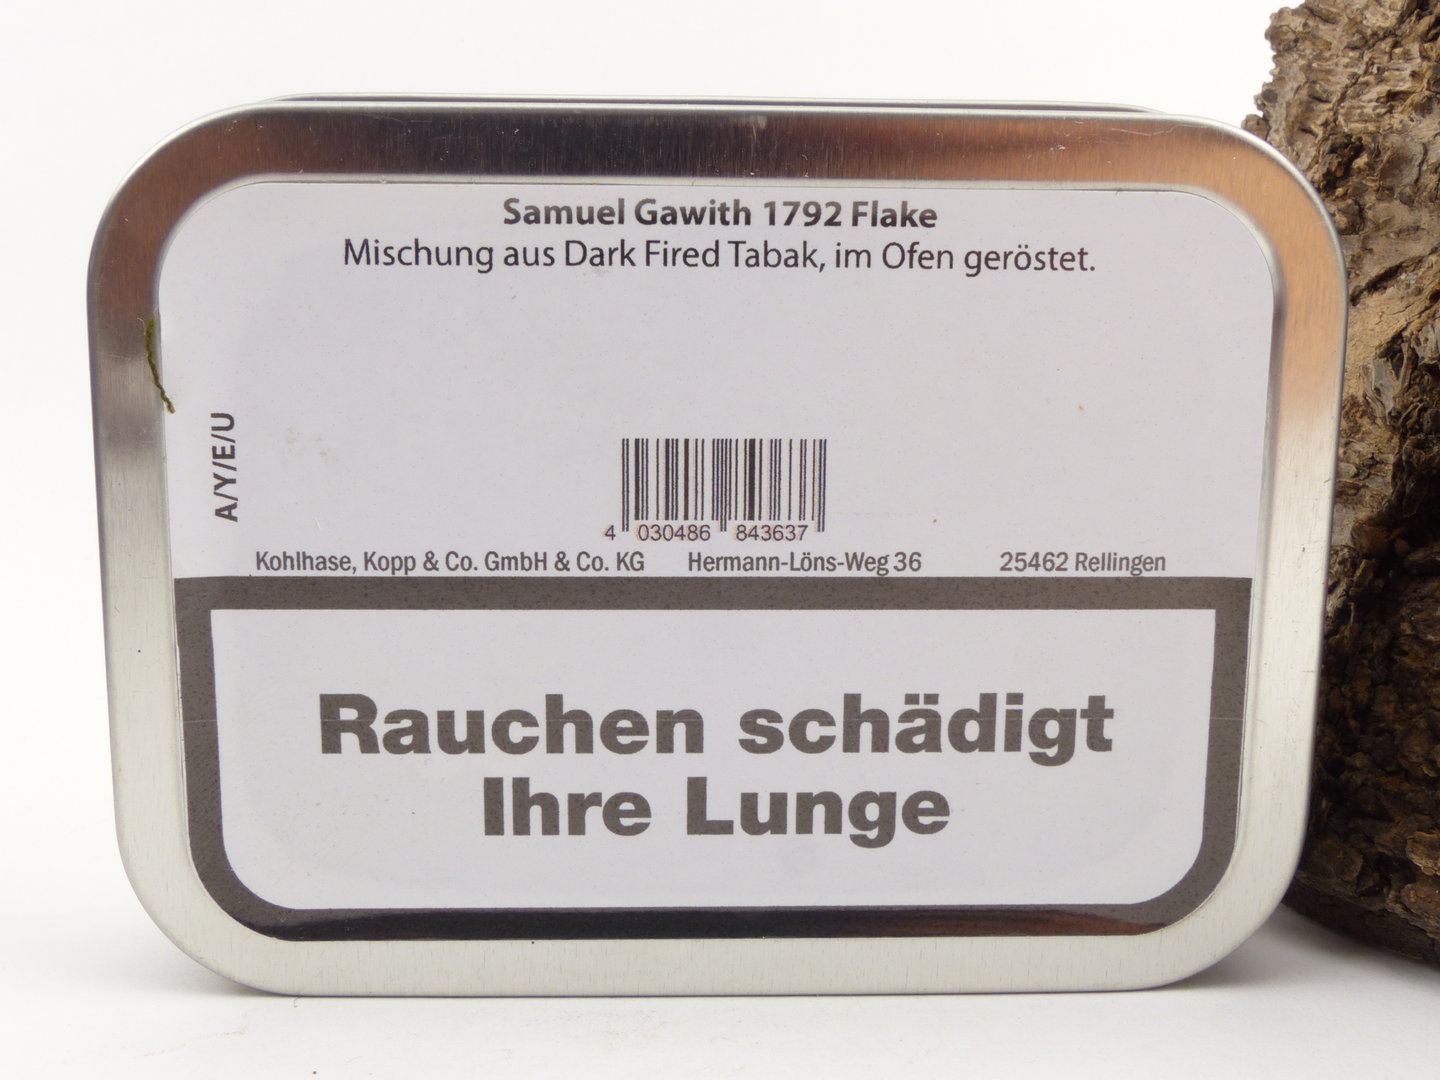 Samuel Gawith 1792 Flake
Mischung aus Dark Fired Tabak, im Ofen geröstet.
A/Y/E/U
4 030486 843637
Kohlhase, Kopp & Co. GmbH & Co. KG Hermann-Löns-Weg 36 25462 Rellingen
Rauchen schädigt
Ihre Lunge